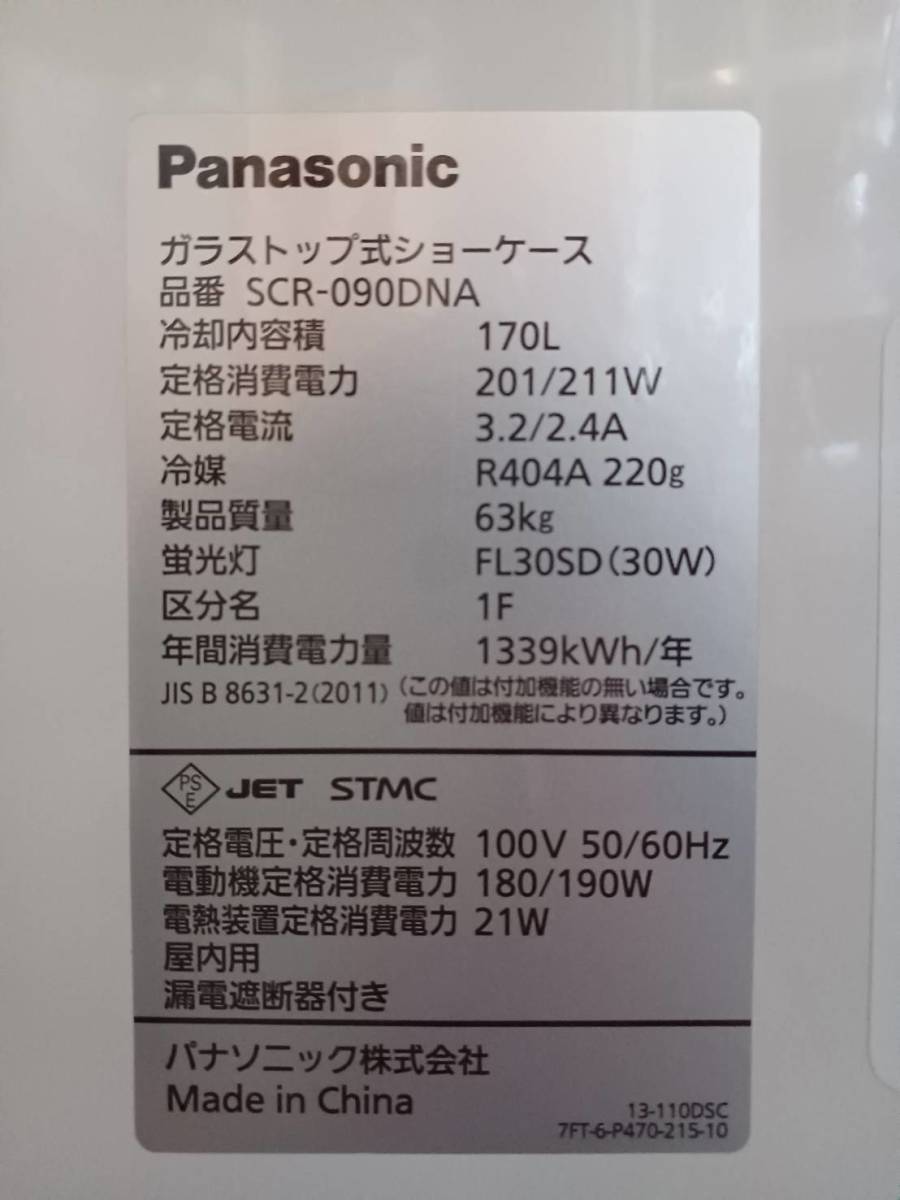 Panasonic
ガラストップ式ショーケース
品番 SCR-090DNA
冷却内容積 170L
定格消費電力 201/211W
定格電流 3.2/2.4A
冷媒 R404A 220g
製品質量 63kg
蛍光灯 FL30SD(30W)
区分名 1F
年間消費電力量 1339kWh/年
JIS B 8631-2(2011)(この値は付加機能の無い場合です。
値は付加機能により異なります。)
PS
E
JET STMC
定格電圧・定格周波数 100V 50/60Hz
電動機定格消費電力 180/190W
電熱装置定格消費電力 21W
屋内用
漏電遮断器付き
パナソニック株式会社
Made in China
13-110DSC
7FT-6-P470-215-10